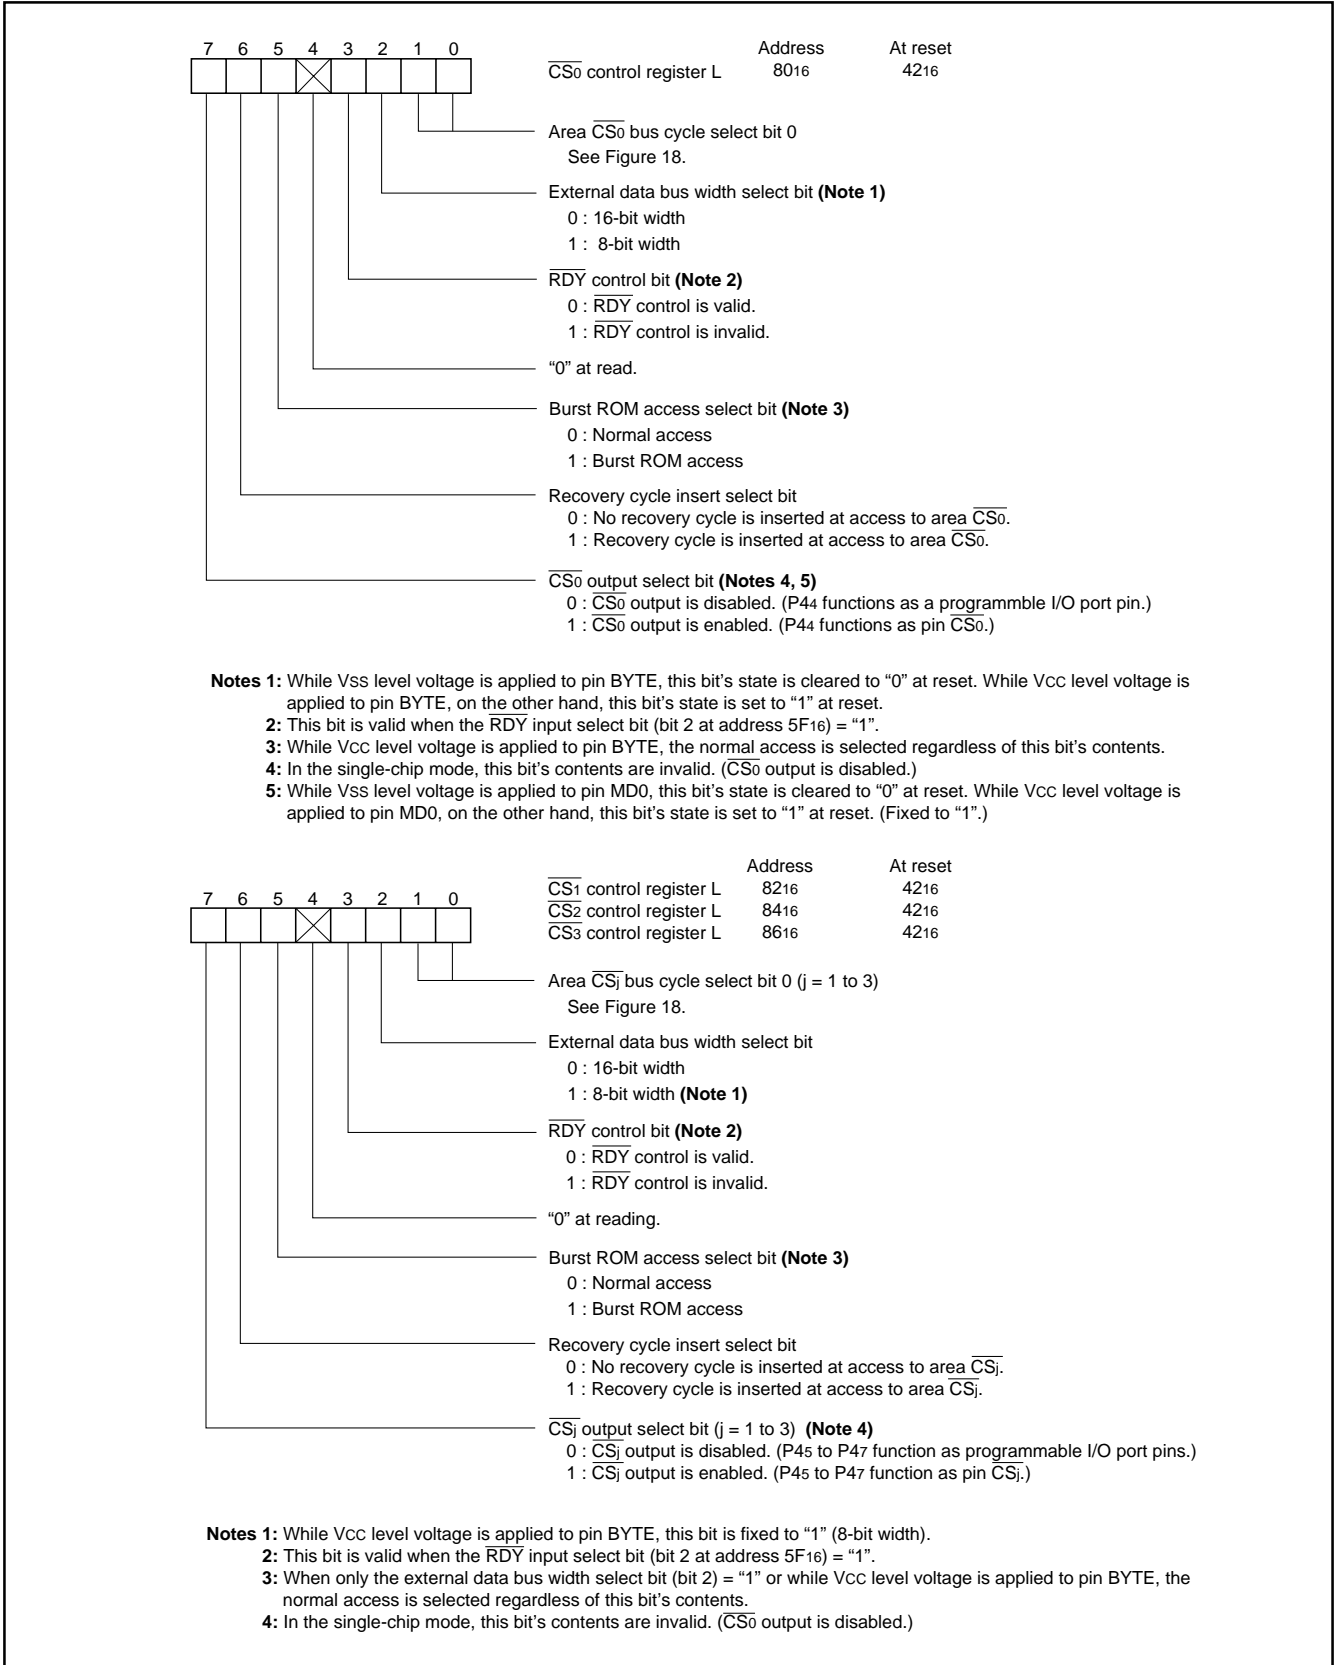 Address At reset
7 6 5 4 3 2 1 0
CS0 control register L 8016 4216
Area CS0 bus cycle select bit 0
See Figure 18.
External data bus width select bit (Note 1)
0 : 16-bit width
1 : 8-bit width
RDY control bit (Note 2)
0 : RDY control is valid.
1 : RDY control is invalid.
“0” at read.
Burst ROM access select bit (Note 3)
0 : Normal access
1 : Burst ROM access
Recovery cycle insert select bit
0 : No recovery cycle is inserted at access to area CS0.
1 : Recovery cycle is inserted at access to area CS0.
CS0 output select bit (Notes 4, 5)
0 : CS0 output is disabled. (P44 functions as a programmble I/O port pin.)
1 : CS0 output is enabled. (P44 functions as pin CS0.)
Notes 1: While VSS level voltage is applied to pin BYTE, this bit’s state is cleared to “0” at reset. While VCC level voltage is
applied to pin BYTE, on the other hand, this bit’s state is set to “1” at reset.
2: This bit is valid when the RDY input select bit (bit 2 at address 5F16) = “1”.
3: While VCC level voltage is applied to pin BYTE, the normal access is selected regardless of this bit’s contents.
4: In the single-chip mode, this bit’s contents are invalid. (CS0 output is disabled.)
5: While VSS level voltage is applied to pin MD0, this bit’s state is cleared to “0” at reset. While VCC level voltage is
applied to pin MD0, on the other hand, this bit’s state is set to “1” at reset. (Fixed to “1”.)
Address At reset
CS1 control register L 8216 4216
7 6 5 4 3 2 1 0
CS2 control register L 8416 4216
CS3 control register L 8616 4216
Area CSj bus cycle select bit 0 (j = 1 to 3)
See Figure 18.
External data bus width select bit
0 : 16-bit width
1 : 8-bit width (Note 1)
RDY control bit (Note 2)
0 : RDY control is valid.
1 : RDY control is invalid.
“0” at reading.
Burst ROM access select bit (Note 3)
0 : Normal access
1 : Burst ROM access
Recovery cycle insert select bit
0 : No recovery cycle is inserted at access to area CSj.
1 : Recovery cycle is inserted at access to area CSj.
CSj output select bit (j = 1 to 3) (Note 4)
0 : CSj output is disabled. (P45 to P47 function as programmable I/O port pins.)
1 : CSj output is enabled. (P45 to P47 function as pin CSj.)
Notes 1: While VCC level voltage is applied to pin BYTE, this bit is fixed to “1” (8-bit width).
2: This bit is valid when the RDY input select bit (bit 2 at address 5F16) = “1”.
3: When only the external data bus width select bit (bit 2) = “1” or while VCC level voltage is applied to pin BYTE, the
normal access is selected regardless of this bit’s contents.
4: In the single-chip mode, this bit’s contents are invalid. (CS0 output is disabled.)